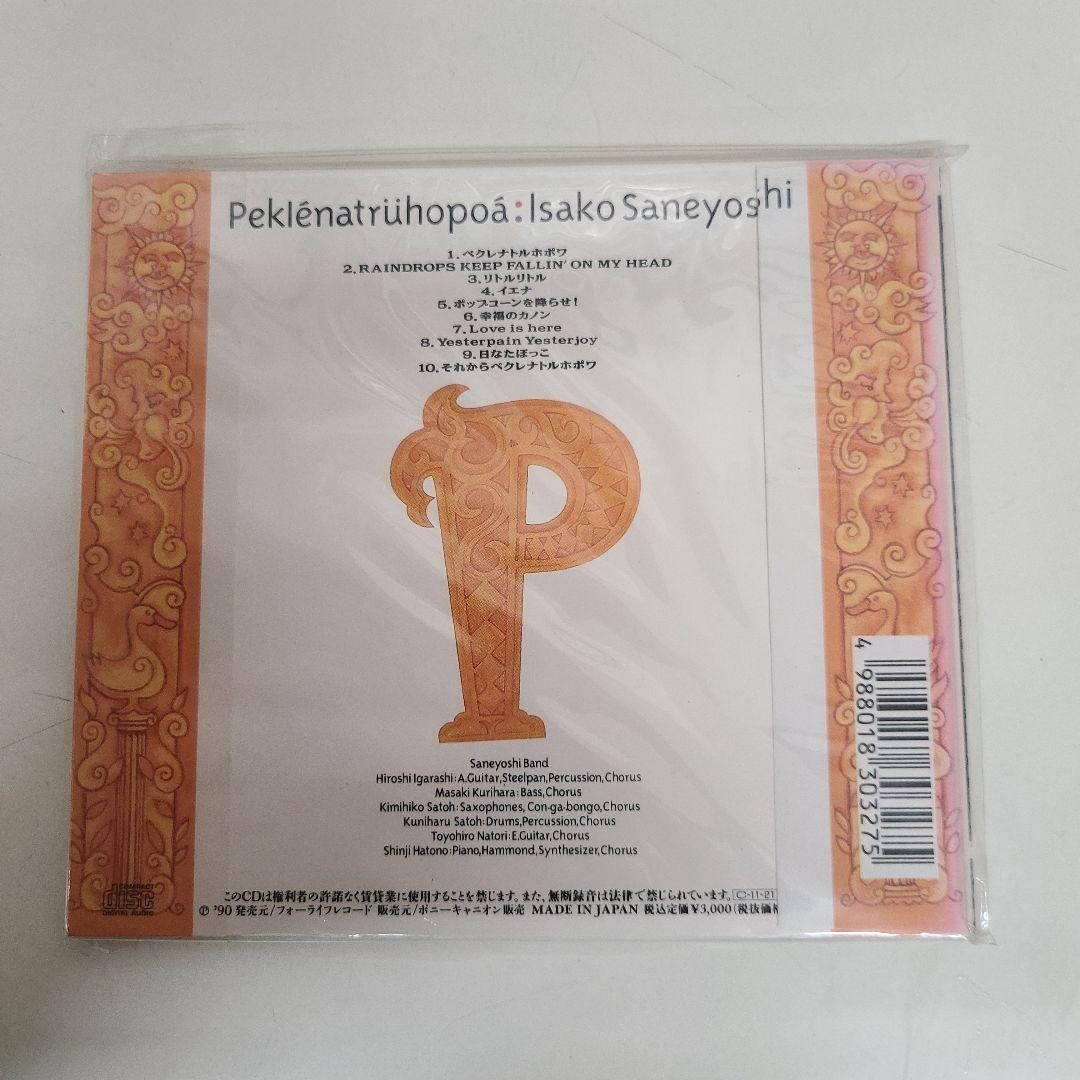 Peklénatrühopoá:Isako Saneyoshi
1.ペクレナトルホポワ
2.RAINDROPS KEEP FALLIN' ON MY HEAD
3.リトルリトル
4.イエナ
5.ポップコーンを降らせ!
6.幸福のカノン
7.Love is here
8.Yesterpain Yesterjoy
9.日なたぼっこ
10.それからペクレナトルホポワ
P
Saneyoshi Band
Hiroshi Igarashi:A.Guitar,Steelpan,Percussion,Chorus
Masaki Kurihara:Bass,Chorus
Kimihiko Satoh:Saxophones, Con-ga-bongo,Chorus
Kuniharu Satoh:Drums,Percussion,Chorus
Toyohiro Natori:E.Guitar,Chorus
Shinji Hatono:Piano,Hammond,Synthesizer,Chorus
COMPACT
disc
DIGITAL AUDIO
このCDは権利者の許諾なく賃貸業に使用することを禁じます。また、無断録音は法律で禁じられています。 C-11-21
Ⓟ '90 発売元/フォーライフレコード 販売元/ポニーキャニオン販売 MADE IN JAPAN 税込定価¥3,000(税抜価格
4 988018 303275